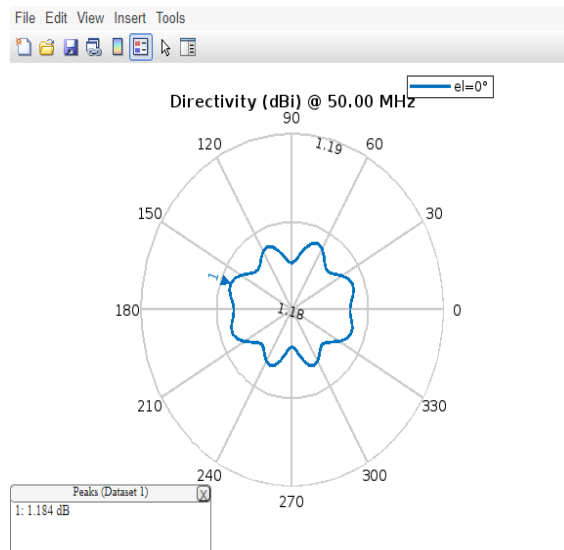 File Edit View Insert Tools
el=0°
Directivity (dBi) @ 50.00 MHz
90
120
1.19
60
150
30
1
180
1.18
0
210
330
240
300
270
Peaks (Dataset 1)
X
1: 1.184 dB